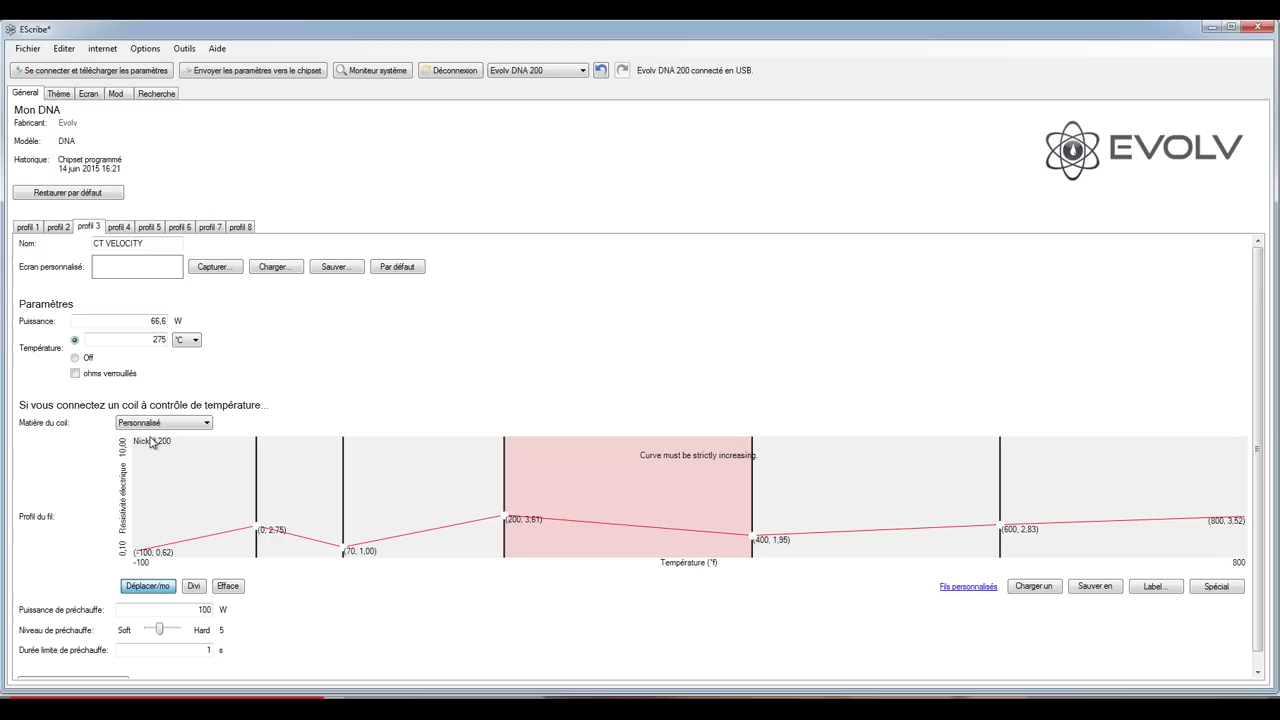 EScribe*
Fichier Editer internet Options Outils Aide
Se connecter et télécharger les paramètres Envoyer les paramètres vers le chipset Moniteur système Déconnexion Evolv DNA 200 Evolv DNA 200 connecté en USB.
Géneral Thème Ecran Mod Recherche
Mon DNA
Fabricant: Evolv
Modèle: DNA
Historique: Chipset programmé
14 juin 2015 16:21
EVOLV
Restaurer par défaut
profil 1 profil 2 profil 3 profil 4 profil 5 profil 6 profil 7 profil 8
Nom: CT VELOCITY
Ecran personnalisé: Capturer... Charger... Sauver... Par défaut
Paramètres
Puissance: 66,6 W
Température: 275 °C
Off
ohms verrouillés
Si vous connectez un coil à contrôle de température...
Matière du coil: Personnalisé
200
Curve must be strictly increasing.
10,00
Résistivité électrique
0,10
Profil du fil:
(-100, 0.62) (0, 2,75) (70, 1,00) (200, 3,61) (400, 1,95) (600, 2,83) (800, 3,52)
-100 Température (°f) 800
Déplacer/mo Divi Efface Fils personnalisés Charger un Sauver en Label... Spécial
Puissance de préchauffe: 100 W
Niveau de préchauffe: Soft Hard 5
Durée limite de préchauffe: 1 s